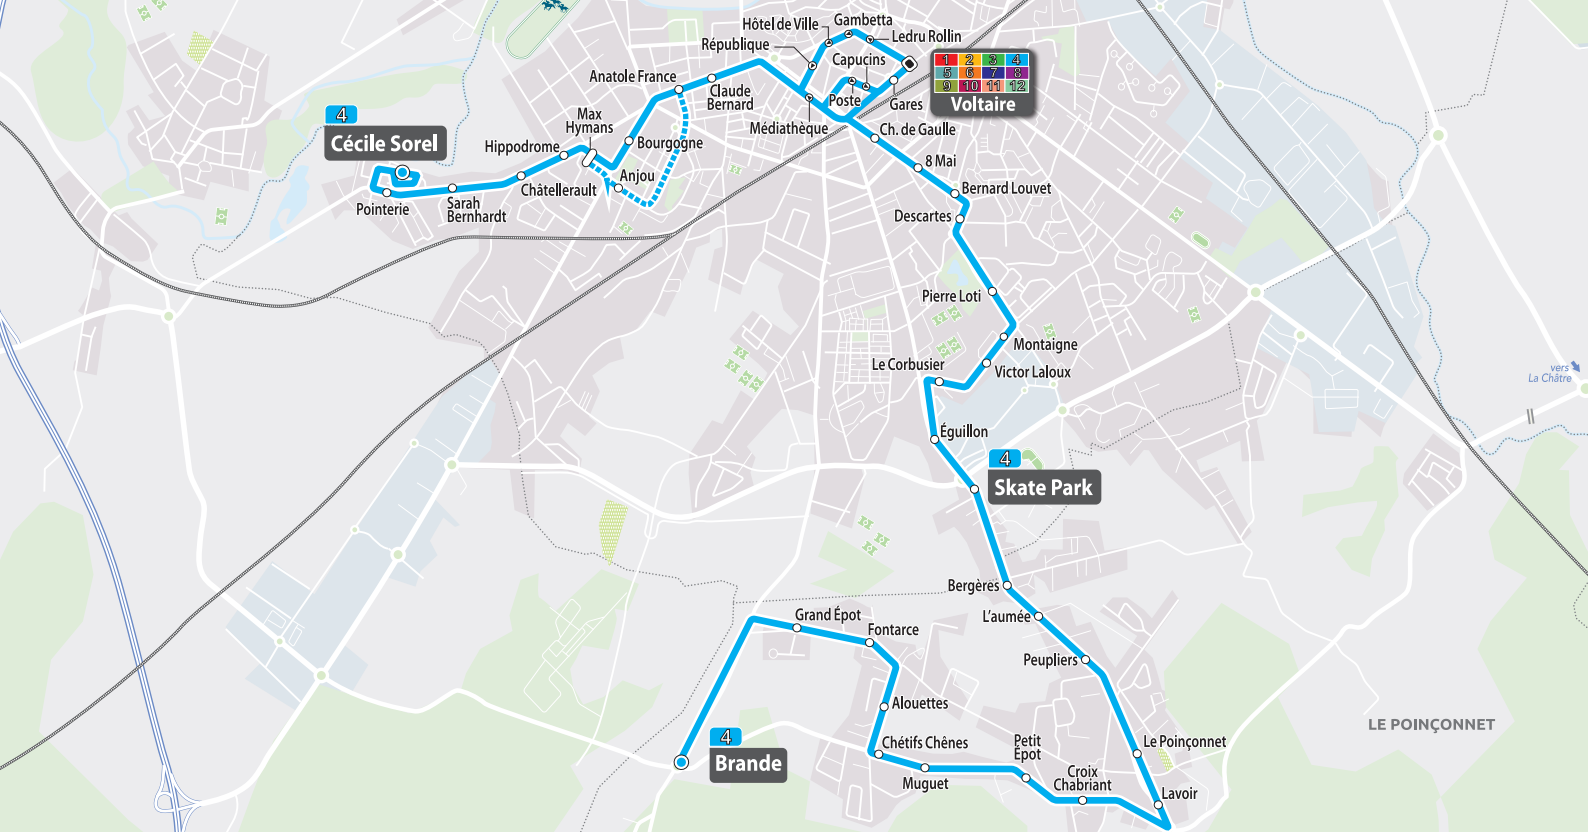 Hôtel de Ville
Gambetta
Ledru Rollin
République
Capucins
Anatole France
Claude
Bernard
Poste
Gares
1 2 3 4
5 6 7 8
9 10 11 12
Voltaire
4
Cécile Sorel
Max
Hymans
Médiathèque
Ch. de Gaulle
Hippodrome
Bourgogne
8 Mai
Châtellerault
Anjou
Bernard Louvet
Pointerie
Sarah
Bernhardt
Descartes
Pierre Loti
Montaigne
Le Corbusier
Victor Laloux
vers
La Châtre
Éguillon
4
Skate Park
Bergères
L'aumée
Grand Épot
Fontarce
Peupliers
Alouettes
LE POINÇONNET
4
Brande
Chétifs Chênes
Petit
Épot
Le Poinçonnet
Muguet
Croix
Chabriant
Lavoir